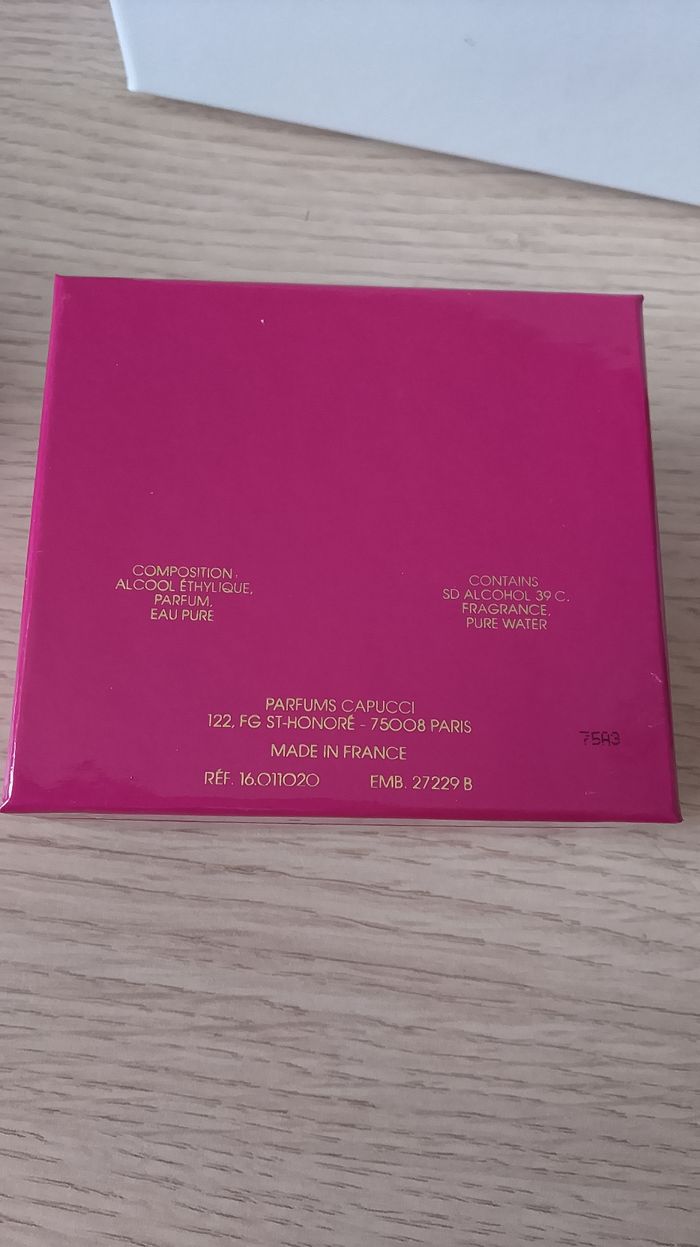 COMPOSITION:
ALCOOL ÉTHYLIQUE,
PARFUM,
EAU PURE
CONTAINS
SD ALCOHOL 39 C.
FRAGRANCE,
PURE WATER
PARFUMS CAPUCCI
122, FG ST-HONORÉ - 75008 PARIS
MADE IN FRANCE
RÉF. 16.011020 EMB. 27229 B
75A3